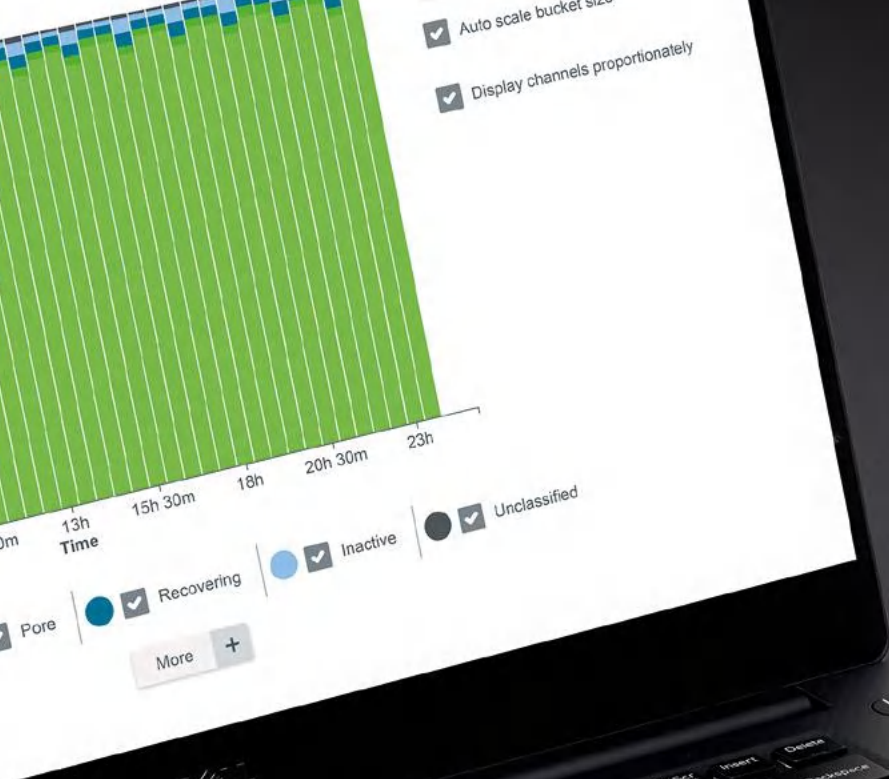 Auto scale bucket size
Display channels proportionately
0m
13h
15h 30m
18h
20h 30m
23h
Time
Pore
Recovering
Inactive
Unclassified
More +
Insert
Delete